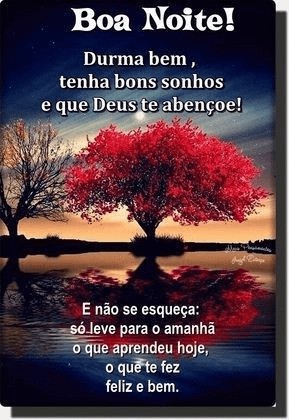 Boa Noite!
Durma bem ,
tenha bons sonhos
e que Deus te abençoe!
E não se esqueça:
só leve para o amanhã
o que aprendeu hoje,
o que te fez
feliz e bem.